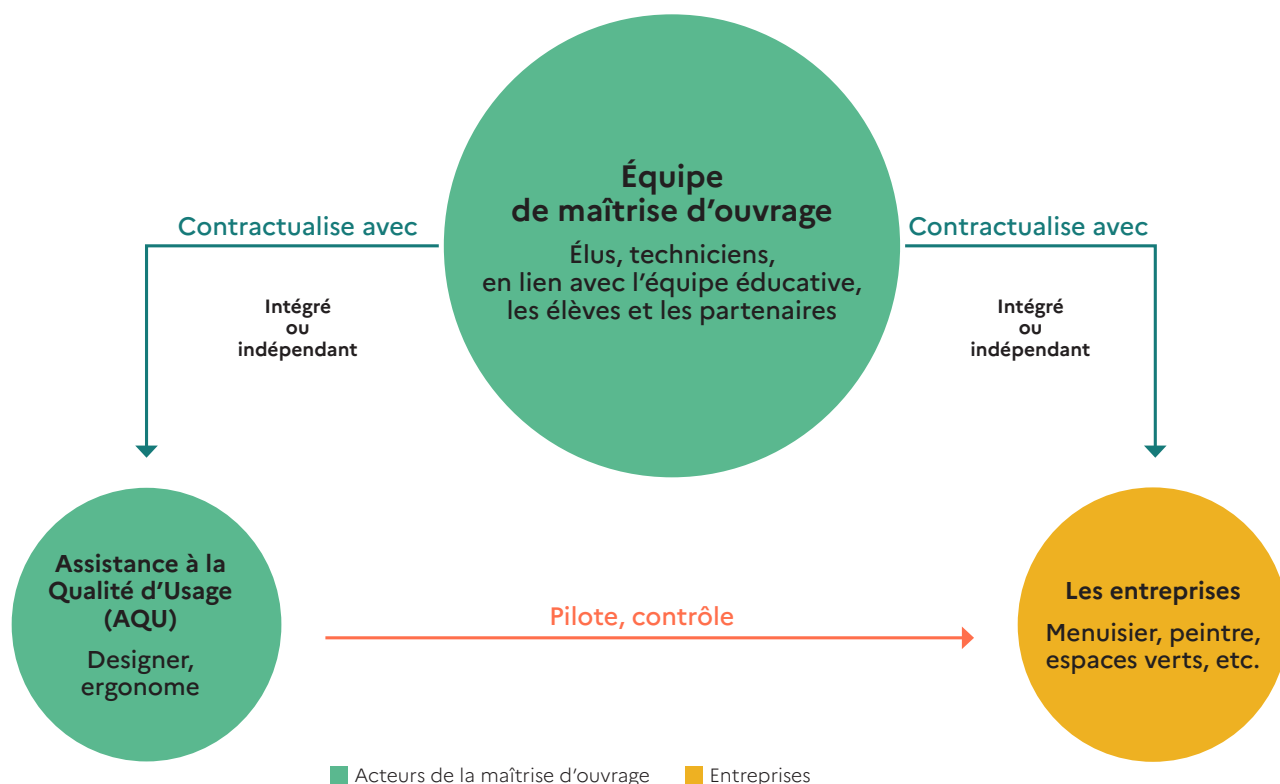 Équipe
de maîtrise d'ouvrage
Élus, techniciens,
en lien avec l'équipe éducative,
les élèves et les partenaires
Contractualise avec
Contractualise avec
Intégré
ou
indépendant
Intégré
ou
indépendant
Assistance à la
Qualité d'Usage
(AQU)
Designer,
ergonome
Pilote, contrôle
Les entreprises
Menuisier, peintre,
espaces verts, etc.
Acteurs de la maîtrise d'ouvrage
Entreprises